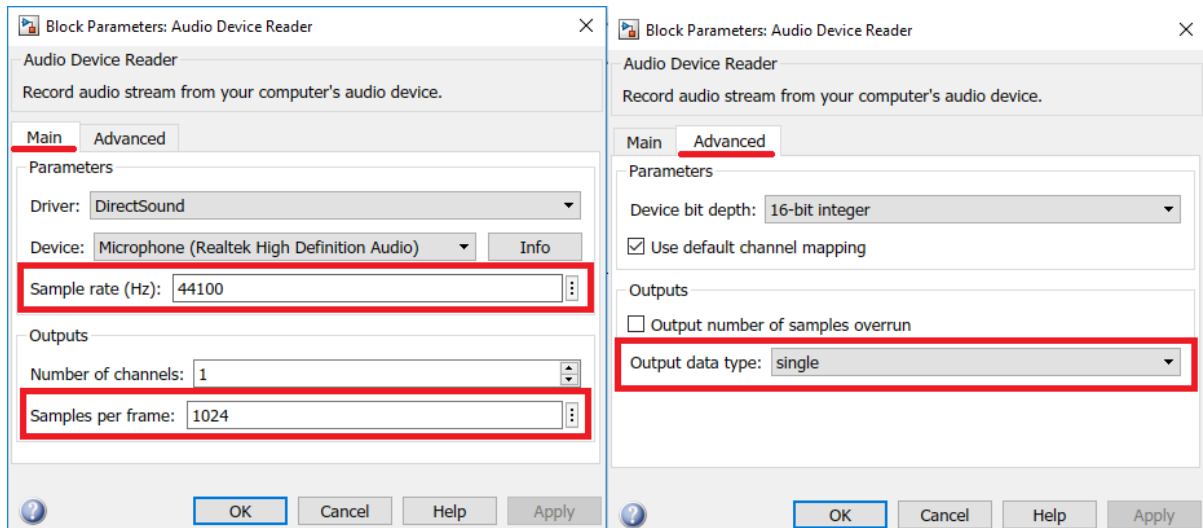 Block Parameters: Audio Device Reader
Audio Device Reader
Record audio stream from your computer's audio device.
Main Advanced
Parameters
Driver: DirectSound
Device: Microphone (Realtek High Definition Audio) Info
Sample rate (Hz): 44100
Outputs
Number of channels: 1
Samples per frame: 1024
? OK Cancel Help Apply
Block Parameters: Audio Device Reader
Audio Device Reader
Record audio stream from your computer's audio device.
Main Advanced
Parameters
Device bit depth: 16-bit integer
Use default channel mapping
Outputs
Output number of samples overrun
Output data type: single
? OK Cancel Help Apply